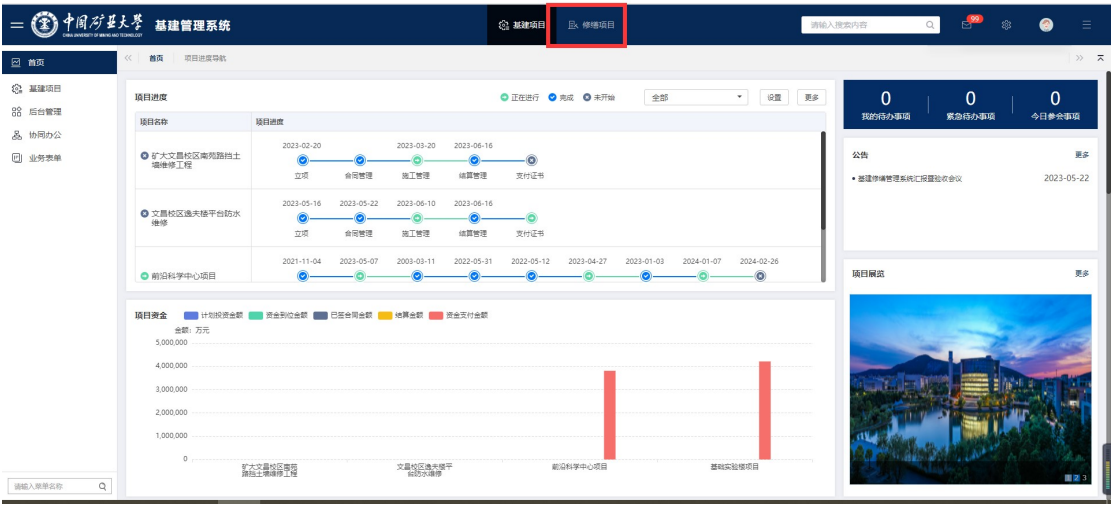 中国矿业大学 基建管理系统
CHINA UNIVERSITY OF MINING AND TECHNOLOGY
基建项目 修缮项目
请输入搜索内容
99
首页
基建项目
后台管理
协同办公
业务表单
请输入菜单名称
首页 项目进度导航
项目进度 正在进行 完成 未开始 全部 设置 更多
项目名称 项目进度
矿大文昌校区南苑路挡土墙维修工程
2023-02-20 2023-03-20 2023-06-16
立项 合同管理 施工管理 结算管理 支付证书
文昌校区逸夫楼平台防水维修
2023-05-16 2023-05-22 2023-06-10 2023-06-16
立项 合同管理 施工管理 结算管理 支付证书
前沿科学中心项目
2021-11-04 2023-05-07 2003-03-11 2022-05-31 2022-05-12 2023-04-27 2023-01-03 2024-01-07 2024-02-26
项目资金 计划投资金额 资金到位金额 已签合同金额 结算金额 资金支付金额
金额：万元
5,000,000
4,000,000
3,000,000
2,000,000
1,000,000
0
矿大文昌校区南苑
路挡土墙维修工程
文昌校区逸夫楼平
台防水维修
前沿科学中心项目
基础实验楼项目
0 0 0
我的待办事项 紧急待办事项 今日参会事项
公告 更多
• 基建修缮管理系统汇报暨验收会议 2023-05-22
项目展览 更多
1 2 3